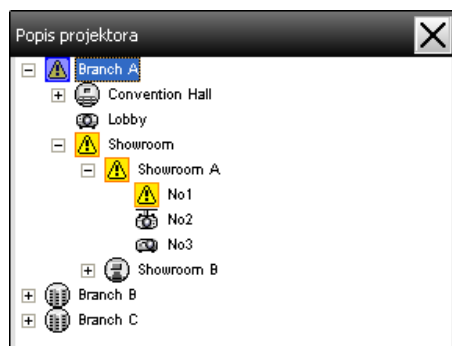 Popis projektora
Branch A
Convention Hall
Lobby
Showroom
Showroom A
No1
No2
No3
Showroom B
Branch B
Branch C